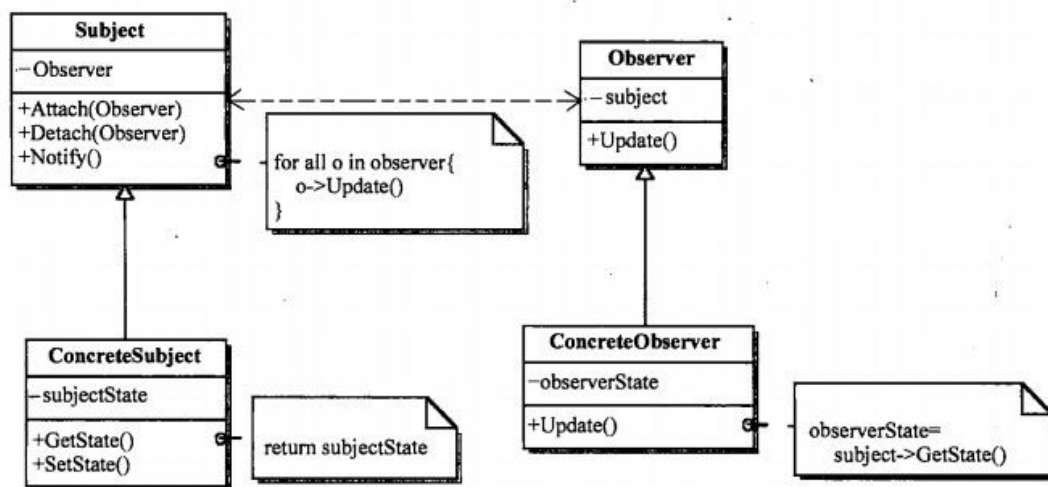 Subject
-Observer
+Attach(Observer)
+Detach(Observer)
+Notify()
for all o in observer{
o->Update()
}
Observer
-subject
+Update()
ConcreteSubject
-subjectState
+GetState()
+SetState()
return subjectState
ConcreteObserver
-observerState
+Update()
observerState=
subject->GetState()